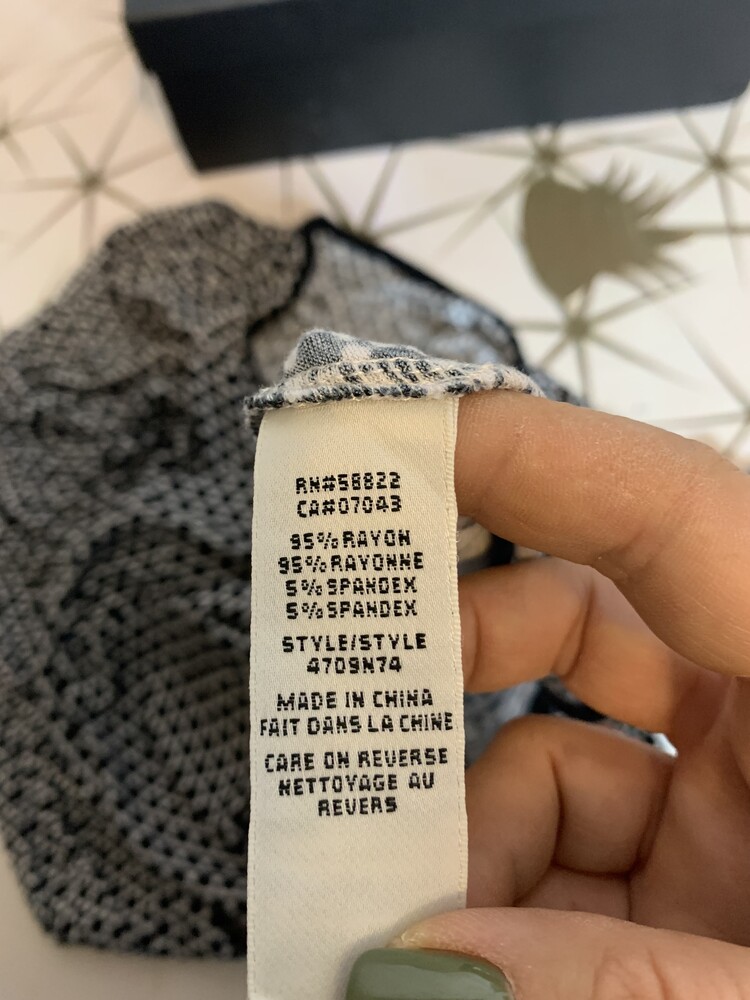 RN#58822
CA#07043
95%RAYON
95%RAYONNE
5%SPANDEX
5%SPANDEX
STYLE/STYLE
4709N74
MADE IN CHINA
FAIT DANS LA CHINE
CARE ON REVERSE
NETTOYAGE AU
REVERS